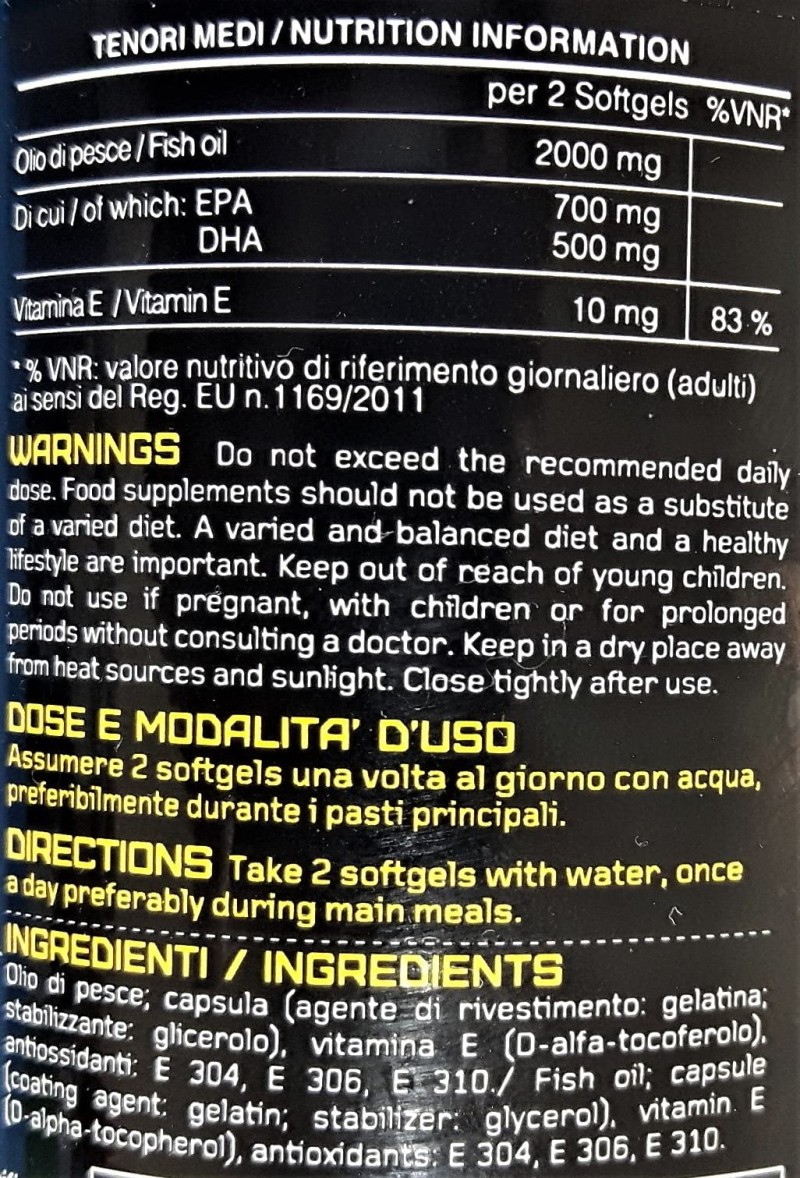 TENORI MEDI / NUTRITION INFORMATION
per 2 Softgels %VNR*
Olio di pesce / Fish oil 2000 mg
Di cui / of which: EPA 700 mg
DHA 500 mg
Vitamina E / Vitamin E 10 mg 83 %
* % VNR: valore nutritivo di riferimento giornaliero (adulti)
ai sensi del Reg. EU n.1169/2011
WARNINGS Do not exceed the recommended daily
dose. Food supplements should not be used as a substitute
of a varied diet. A varied and balanced diet and a healthy
lifestyle are important. Keep out of reach of young children.
Do not use if pregnant, with children or for prolonged
periods without consulting a doctor. Keep in a dry place away
from heat sources and sunlight. Close tightly after use.
DOSE E MODALITA' D'USO
Assumere 2 softgels una volta al giorno con acqua,
preferibilmente durante i pasti principali.
DIRECTIONS Take 2 softgels with water, once
a day preferably during main meals.
INGREDIENTI / INGREDIENTS
Olio di pesce; capsula (agente di rivestimento: gelatina;
stabilizzante: glicerolo), vitamina E (D-alfa-tocoferolo),
antiossidanti: E 304, E 306, E 310./ Fish oil; capsule
(coating agent: gelatin; stabilizer: glycerol), vitamin E
(D-alpha-tocopherol), antioxidants: E 304, E 306, E 310.